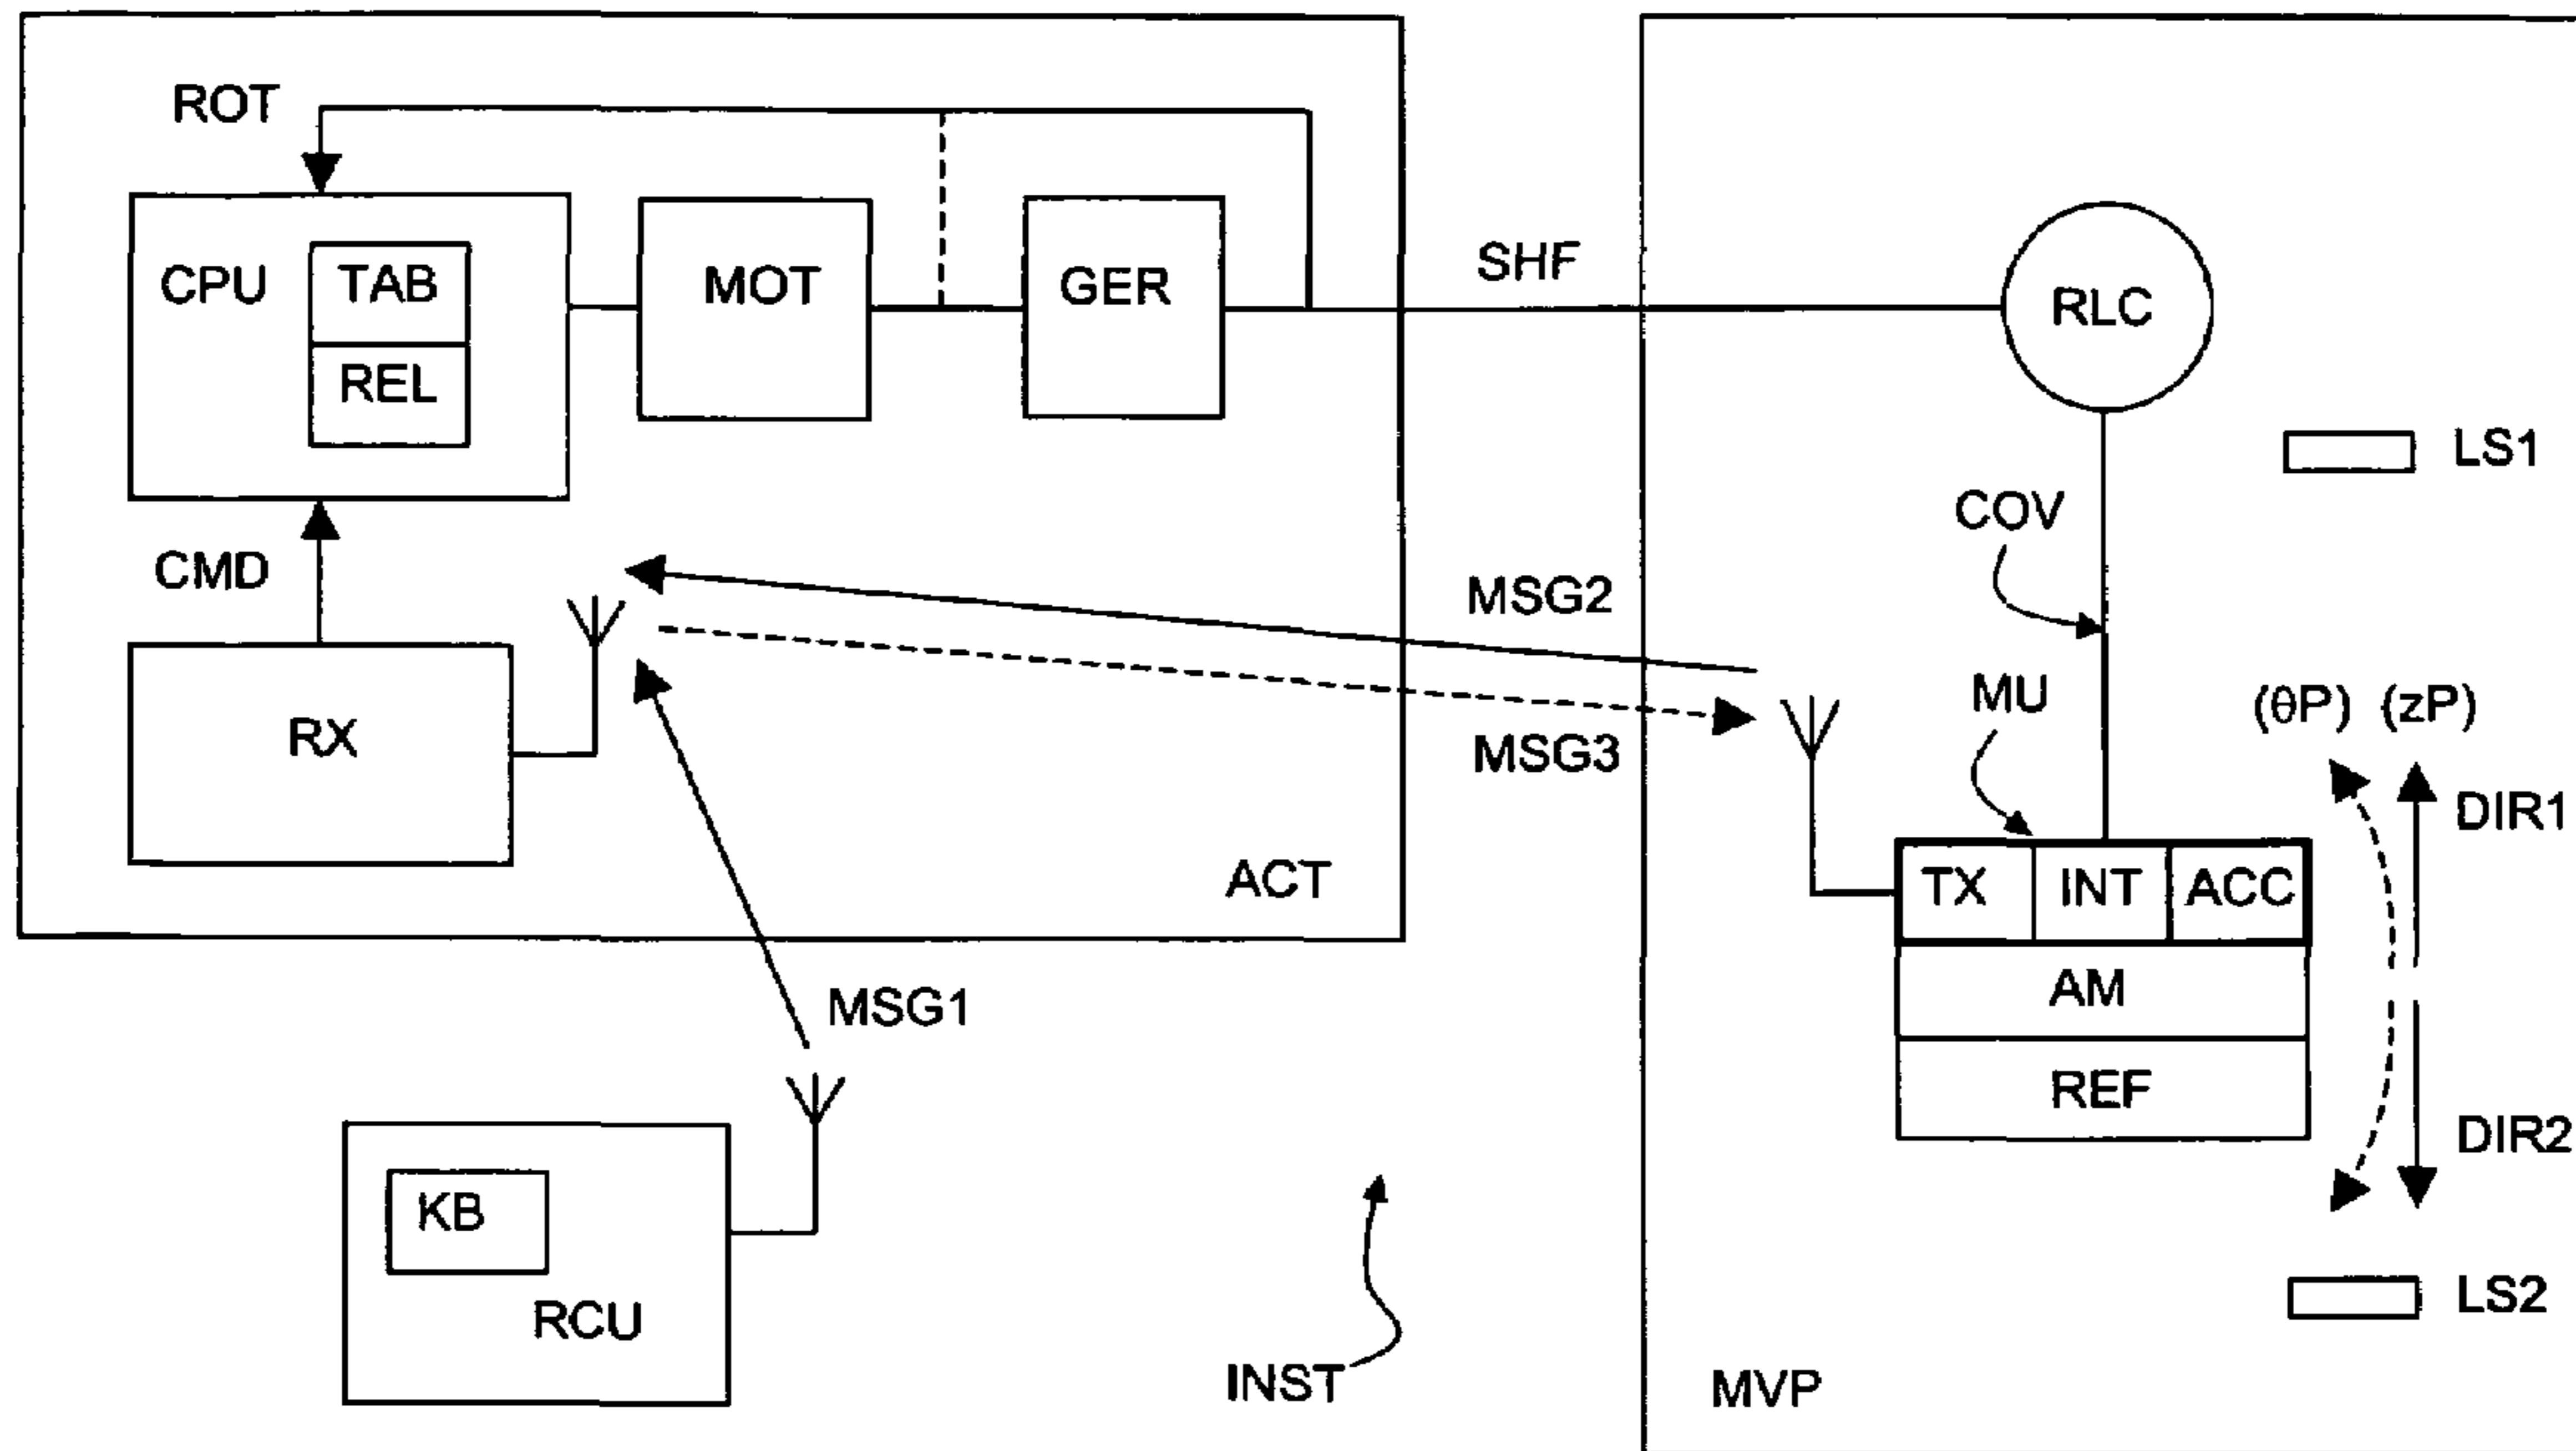 ROT
CPU
TAB
REL
MOT
GER
SHF
RLC
LS1
COV
CMD
MSG2
MSG3
MU
(θP) (zP)
DIR1
RX
ACT
TX INT ACC
AM
REF
DIR2
MSG1
KB
RCU
LS2
INST
MVP